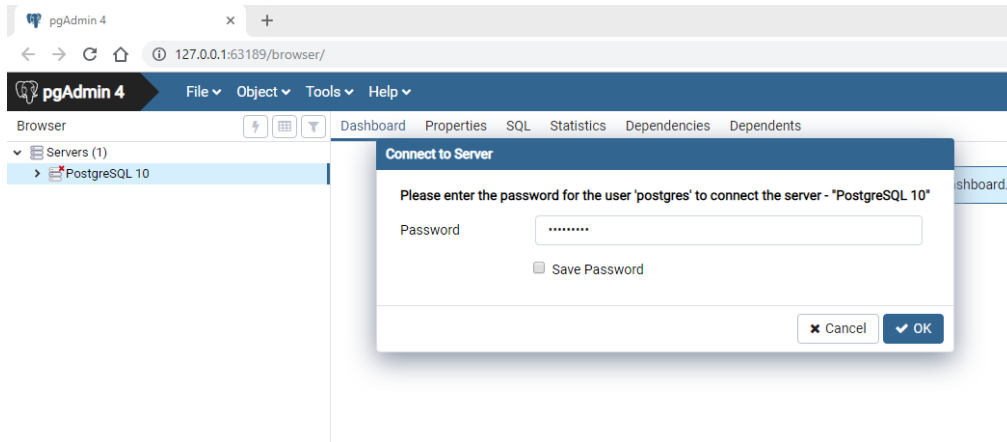 pgAdmin 4
127.0.0.1:63189/browser/
pgAdmin 4 File Object Tools Help
Browser Dashboard Properties SQL Statistics Dependencies Dependents
Servers (1)
PostgreSQL 10
Connect to Server
shboard.
Please enter the password for the user 'postgres' to connect the server - "PostgreSQL 10"
Password •••••••••
Save Password
Cancel OK